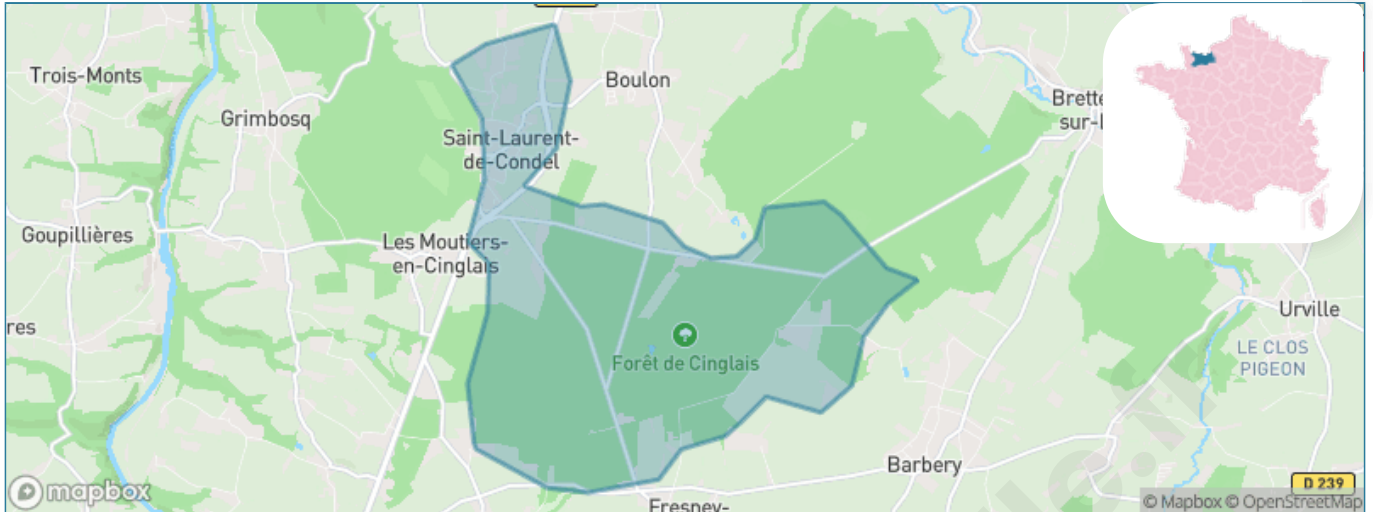 Trois-Monts
Grimbosq
Boulon
Saint-Laurent-
de-Condel
Goupillières
Les Moutiers-
en-Cinglais
Forêt de Cinglais
Urville
LE CLOS
PIGEON
Barbery
D 239
mapbox
© Mapbox © OpenStreetMap